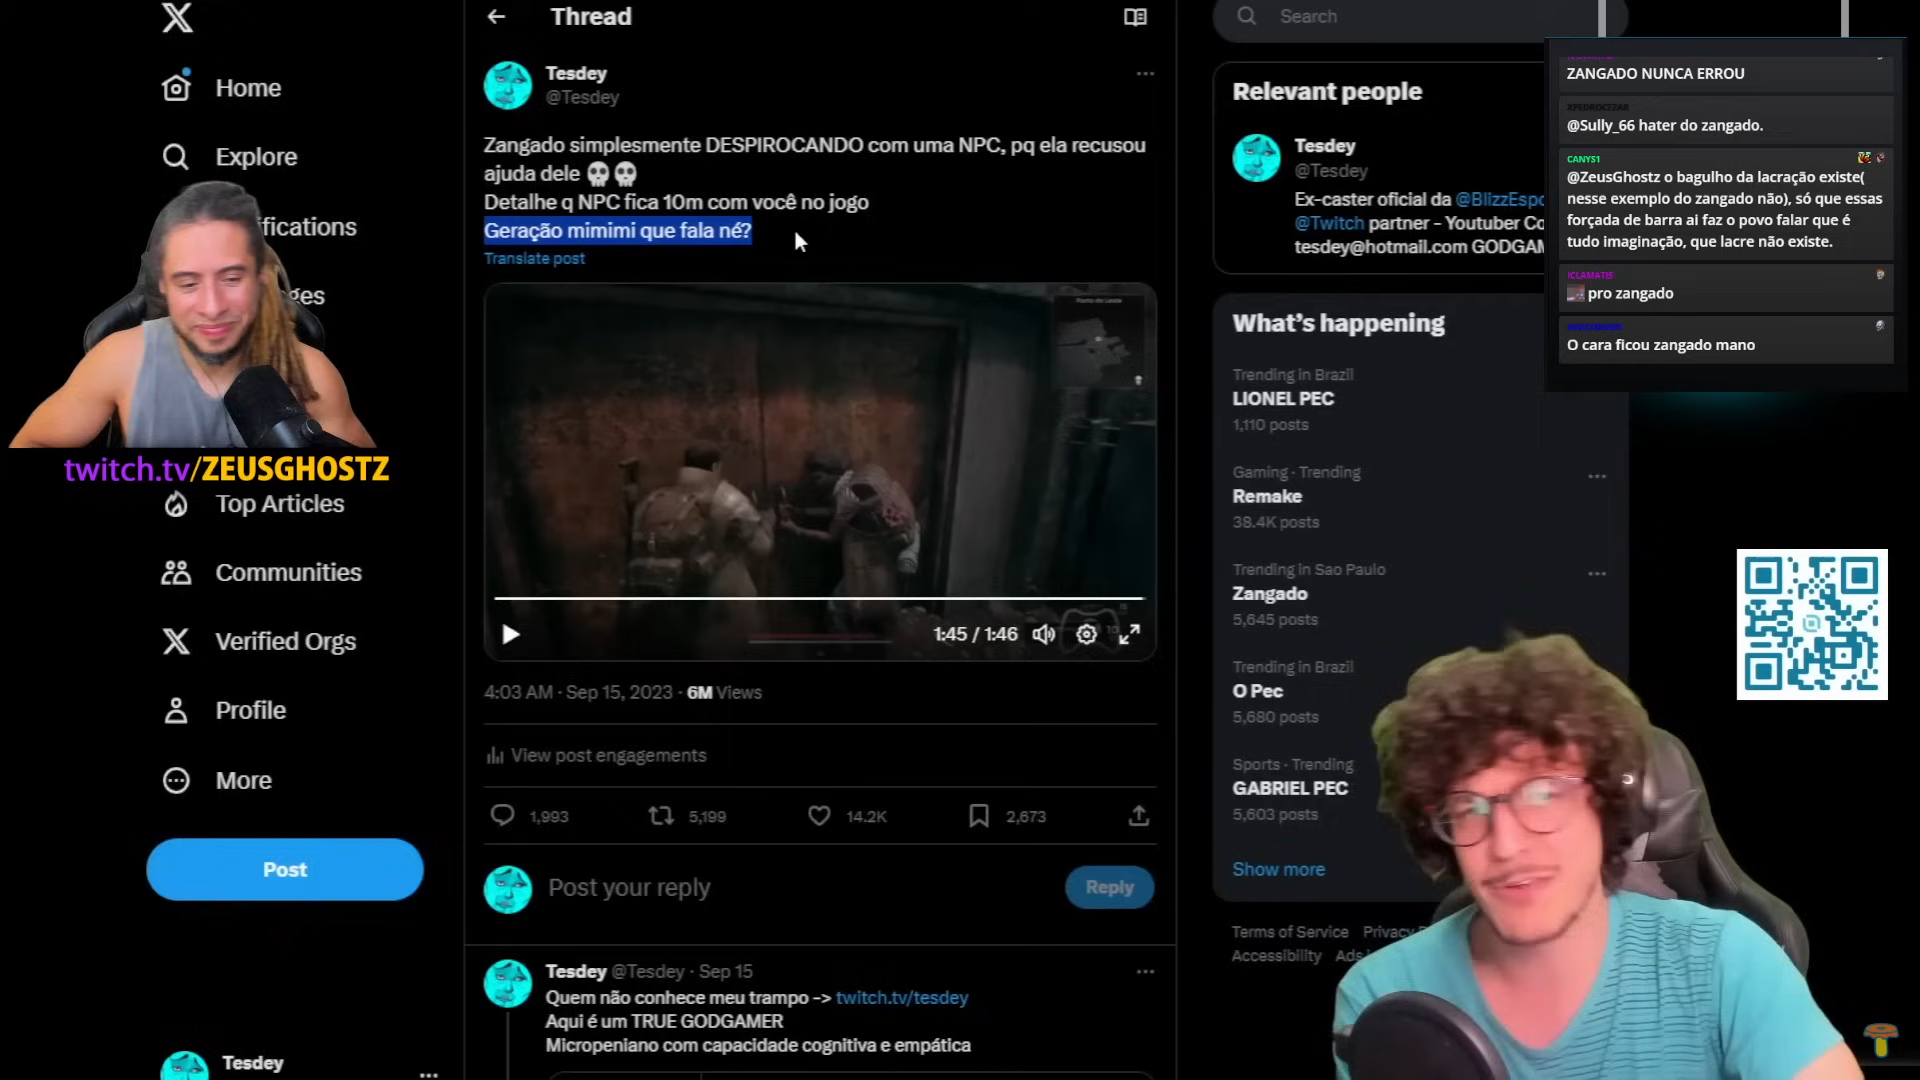 Home
Explore
ifications
ges
twitch.tv/ZEUSGHOSTZ
Top Articles
Communities
Verified Orgs
Profile
More
Post
Tesdey
Thread
Tesdey
@Tesdey
Zangado simplesmente DESPIROCANDO com uma NPC, pq ela recusou
ajuda dele 💀💀
Detalhe q NPC fica 10m com você no jogo
Geração mimimi que fala né?
Translate post
1:45 / 1:46
4:03 AM · Sep 15, 2023 · 6M Views
View post engagements
1,993
5,199
14.2K
2,673
Post your reply
Reply
Tesdey @Tesdey · Sep 15
Quem não conhece meu trampo -> twitch.tv/tesdey
Aqui é um TRUE GODGAMER
Micropeniano com capacidade cognitiva e empática
Search
Relevant people
Tesdey
@Tesdey
Ex-caster oficial da @BlizzEspo
@Twitch partner - Youtuber Co
tesdey@hotmail.com GODGAM
What's happening
Trending in Brazil
LIONEL PEC
1,110 posts
Gaming · Trending
Remake
38.4K posts
Trending in Sao Paulo
Zangado
5,645 posts
Trending in Brazil
O Pec
5,680 posts
Sports · Trending
GABRIEL PEC
5,603 posts
Show more
Terms of Service Privacy
Accessibility Ads
ZANGADO NUNCA ERROU
XPEDROCEZAR
@Sully_66 hater do zangado.
CANYS1
@ZeusGhostz o bagulho da lacração existe(
nesse exemplo do zangado não), só que essas
forçada de barra ai faz o povo falar que é
tudo imaginação, que lacre não existe.
ICLAMATIS
pro zangado
O cara ficou zangado mano